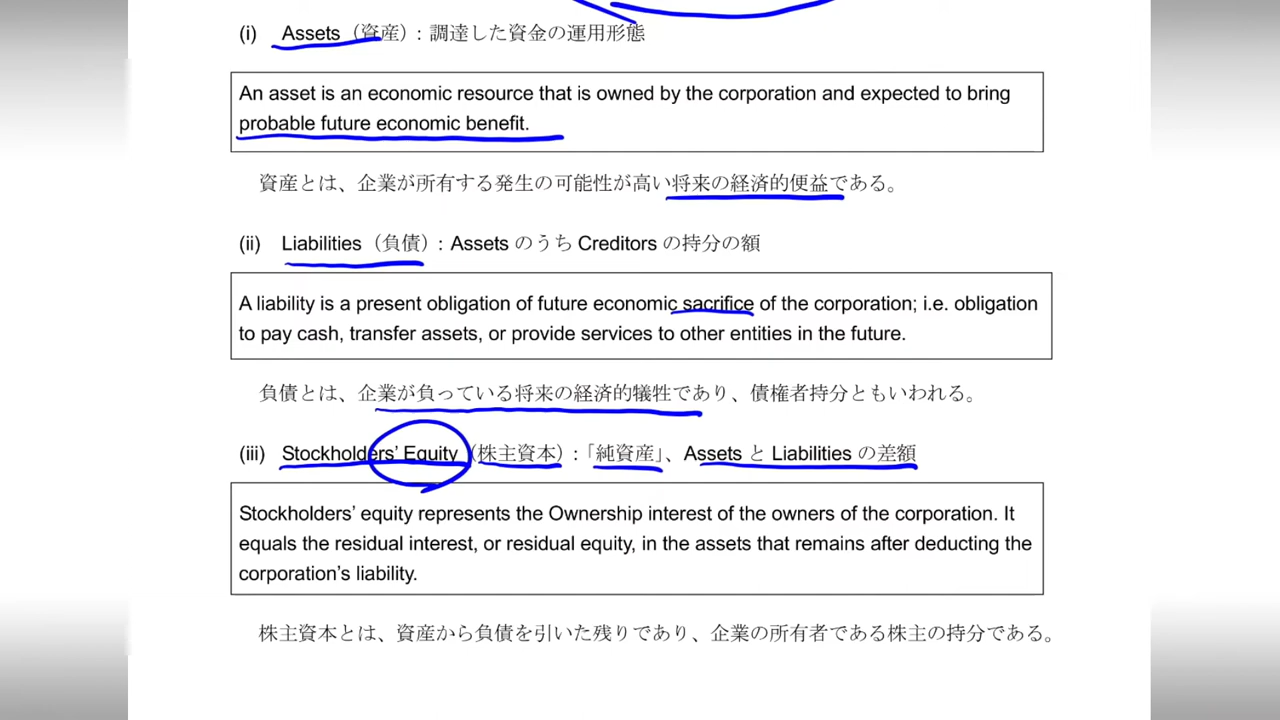 (i) Assets（資産）: 調達した資金の運用形態
An asset is an economic resource that is owned by the corporation and expected to bring
probable future economic benefit.
資産とは、企業が所有する発生の可能性が高い将来の経済的便益である。
(ii) Liabilities（負債）: Assets のうち Creditors の持分の額
A liability is a present obligation of future economic sacrifice of the corporation; i.e. obligation
to pay cash, transfer assets, or provide services to other entities in the future.
負債とは、企業が負っている将来の経済的犠牲であり、債権者持分ともいわれる。
(iii) Stockholders’ Equity（株主資本）:「純資産」、Assets と Liabilities の差額
Stockholders’ equity represents the Ownership interest of the owners of the corporation. It
equals the residual interest, or residual equity, in the assets that remains after deducting the
corporation’s liability.
株主資本とは、資産から負債を引いた残りであり、企業の所有者である株主の持分である。